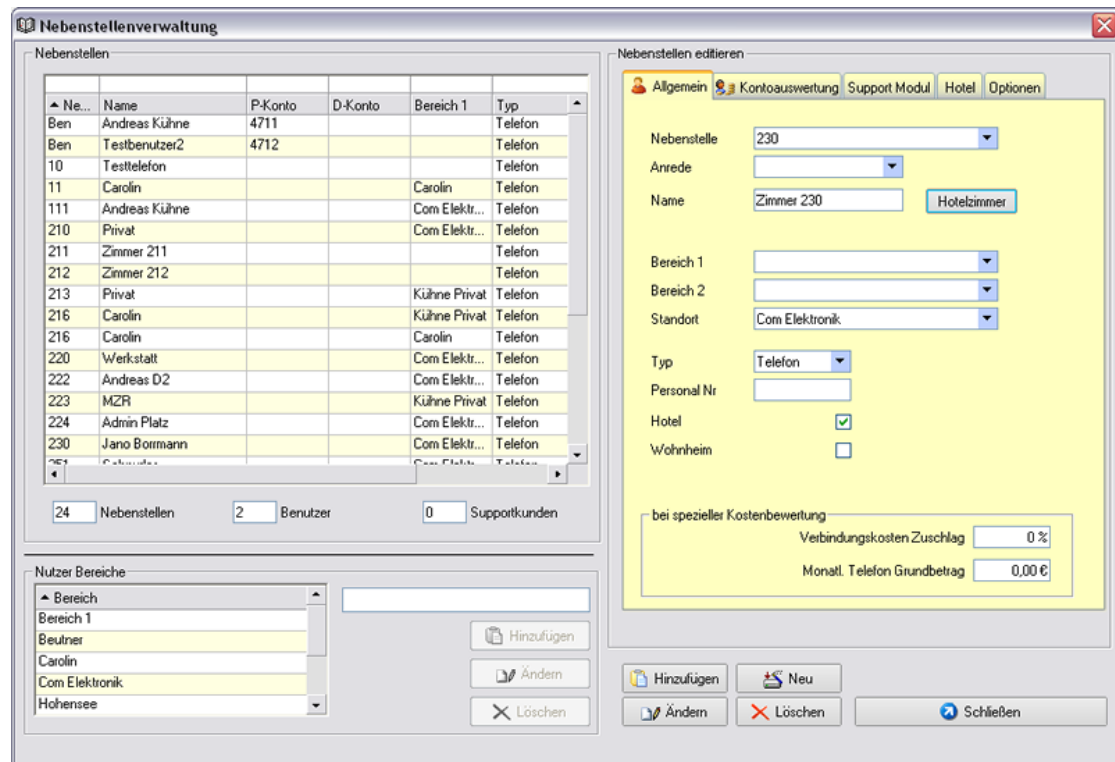 Nebenstellenverwaltung
Nebenstellen
Ne... Name P-Konto D-Konto Bereich 1 Typ
Ben Andreas Kühne 4711 Telefon
Ben Testbenutzer2 4712 Telefon
10 Testtelefon Telefon
11 Carolin Carolin Telefon
111 Andreas Kühne Com Elektr... Telefon
210 Privat Com Elektr... Telefon
211 Zimmer 211 Telefon
212 Zimmer 212 Telefon
213 Privat Kühne Privat Telefon
216 Carolin Kühne Privat Telefon
216 Carolin Carolin Telefon
220 Werkstatt Com Elektr... Telefon
222 Andreas D2 Com Elektr... Telefon
223 MZR Kühne Privat Telefon
224 Admin Platz Com Elektr... Telefon
230 Jano Borrmann Com Elektr... Telefon
Com Elektr... Telefon
24 Nebenstellen 2 Benutzer 0 Supportkunden
Nutzer Bereiche
Bereich
Bereich 1
Beutner
Carolin
Com Elektronik
Hohensee
Hinzufügen
Ändern
Löschen
Nebenstellen editieren
Allgemein Kontoauswertung Support Modul Hotel Optionen
Nebenstelle 230
Anrede
Name Zimmer 230 Hotelzimmer
Bereich 1
Bereich 2
Standort Com Elektronik
Typ Telefon
Personal Nr
Hotel
Wohnheim
bei spezieller Kostenbewertung
Verbindungskosten Zuschlag 0 %
Monatl. Telefon Grundbetrag 0,00 €
Hinzufügen Neu
Ändern Löschen Schließen